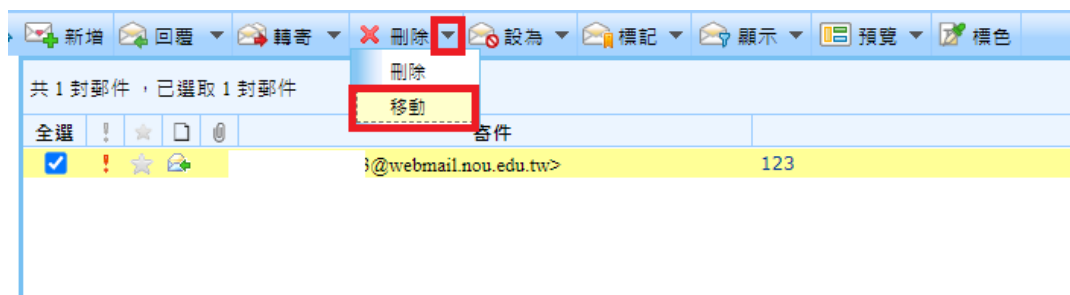 新增 回覆 轉寄 刪除 設為 標記 顯示 預覽 標色
刪除
移動
共 1 封郵件 ，已選取 1 封郵件
全選 寄件
3@webmail.nou.edu.tw> 123